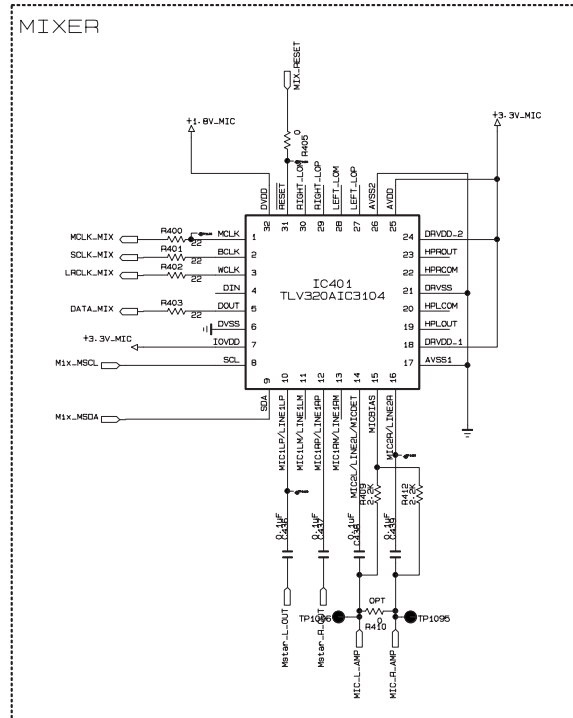 MIXER
MIX_RESET
+3.3V_MIC
+1.8V_MIC
0
R405
DVDD
RESET
RIGHT_LOM
RIGHT_LOP
LEFT_LOM
LEFT_LOP
AVSS2
AVDD
32
31
30
29
28
27
26
25
MCLK_MIX
R400
22
MCLK
1
SCLK_MIX
R401
22
BCLK
2
LRCLK_MIX
R402
22
WCLK
3
DIN
4
DATA_MIX
R403
22
DOUT
5
DVSS
6
+3.3V_MIC
IOVDD
7
Mix_MSCL
SCL
8
IC401
TLV320AIC3104
24
DRVDD_2
23
HPROUT
22
HPRCOM
21
DRVSS
20
HPLCOM
19
HPLOUT
18
DRVDD_1
17
AVSS1
9
10
11
12
13
14
15
16
Mix_MSDA
SDA
MIC1LP/LINE1LP
MIC1LM/LINE1LM
MIC1RP/LINE1RP
MIC1RM/LINE1RM
MIC2L/LINE2L/MICDET
MICBIAS
MIC2R/LINE2R
R409
2.2K
R412
2.2K
0.1uF
C436
0.1uF
C437
0.1uF
C438
0.1uF
C439
OPT
0
R410
TP1096
TP1095
Mstar_L_OUT
Mstar_R_OUT
MIC_L_AMP
MIC_R_AMP